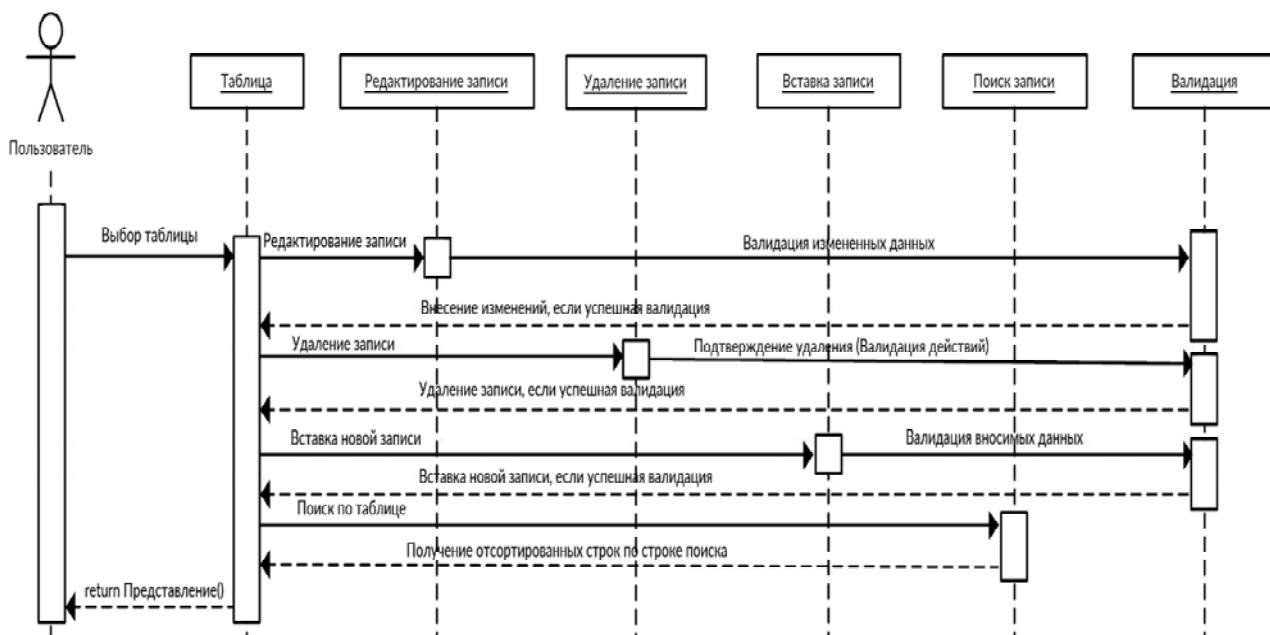 Таблица
Редактирование записи
Удаление записи
Вставка записи
Поиск записи
Валидация
Пользователь
Выбор таблицы
Редактирование записи
Валидация измененных данных
Внесение изменений, если успешная валидация
Удаление записи
Подтверждение удаления (Валидация действий)
Удаление записи, если успешная валидация
Вставка новой записи
Валидация вносимых данных
Вставка новой записи, если успешная валидация
Поиск по таблице
Получение отсортированных строк по строке поиска
return Представление()